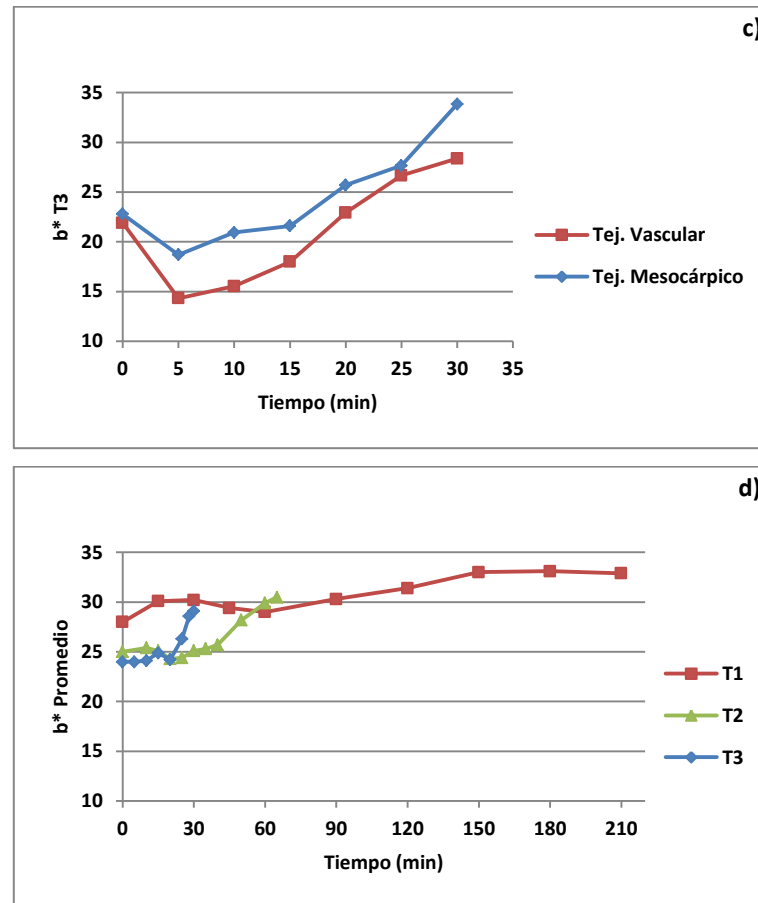 c)
35
30
25
20
15
10
b* T3
0 5 10 15 20 25 30 35
Tiempo (min)
Tej. Vascular
Tej. Mesocárpico
d)
35
30
25
20
15
10
b* Promedio
0 30 60 90 120 150 180 210
Tiempo (min)
T1
T2
T3